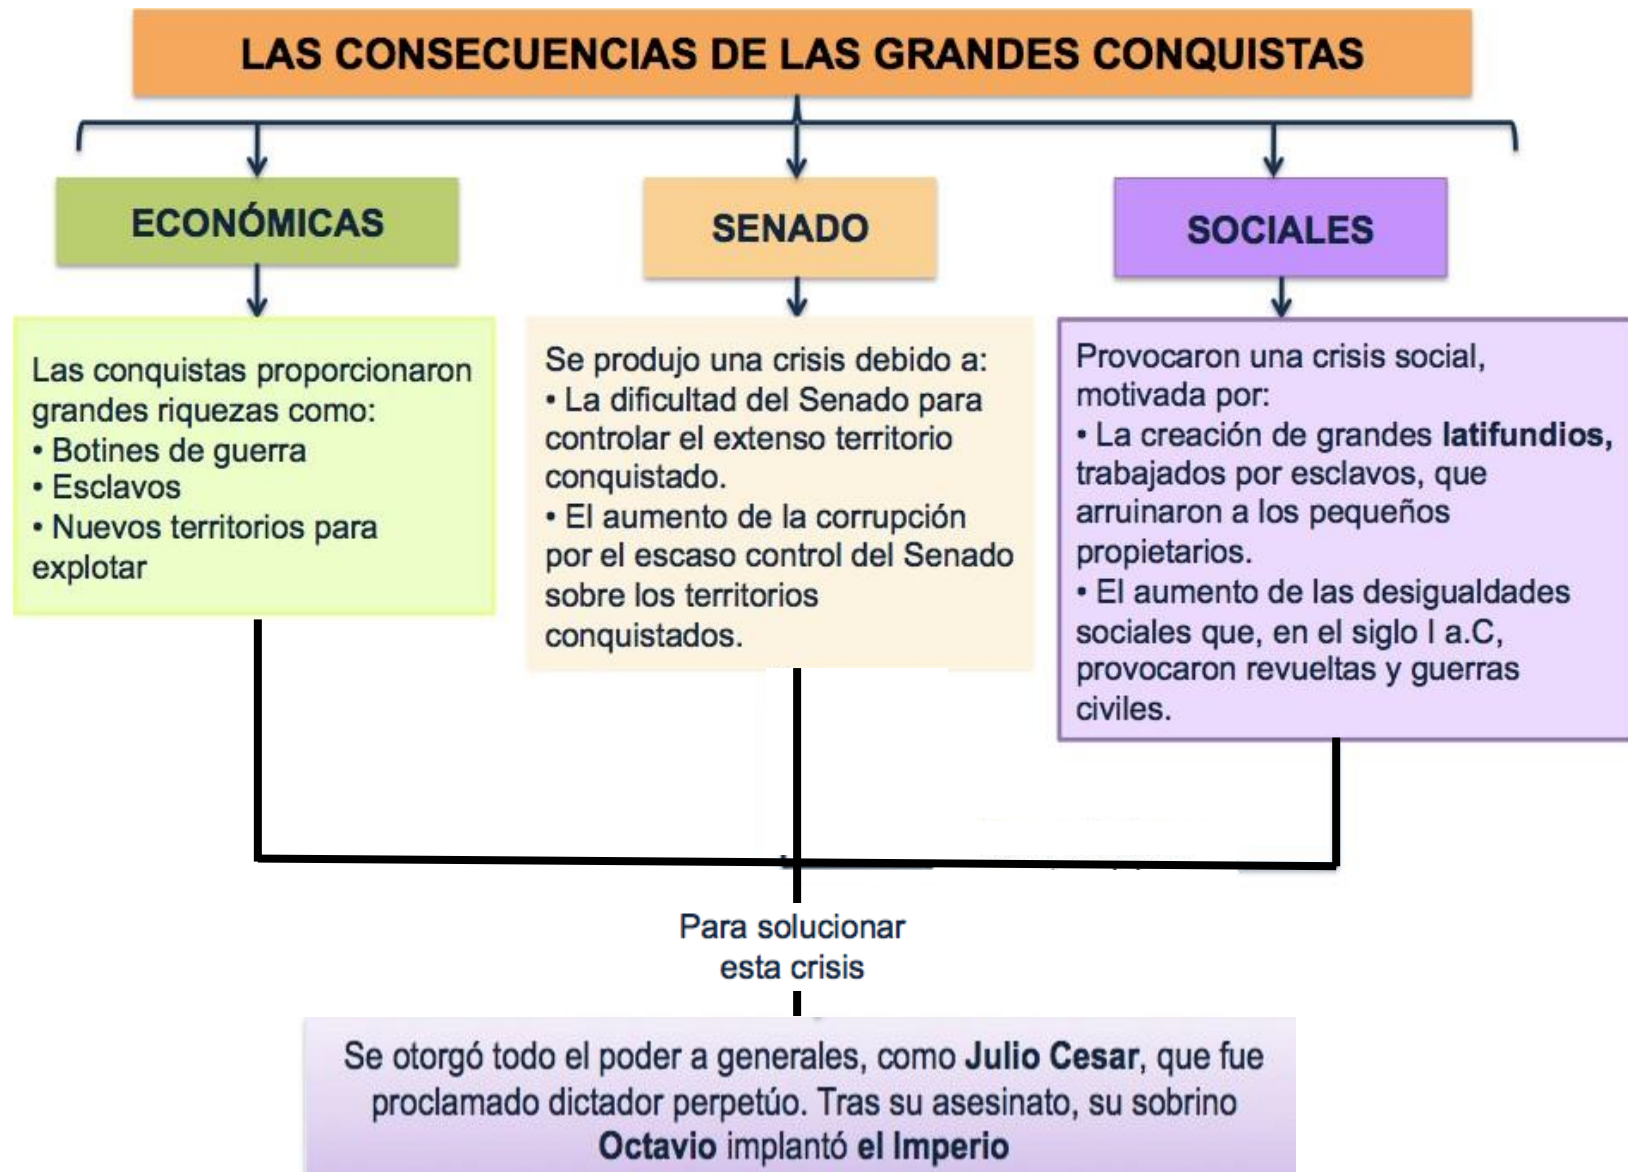 LAS CONSECUENCIAS DE LAS GRANDES CONQUISTAS
ECONÓMICAS
Las conquistas proporcionaron
grandes riquezas como:
• Botines de guerra
• Esclavos
• Nuevos territorios para
explotar
SENADO
Se produjo una crisis debido a:
• La dificultad del Senado para
controlar el extenso territorio
conquistado.
• El aumento de la corrupción
por el escaso control del Senado
sobre los territorios
conquistados.
SOCIALES
Provocaron una crisis social,
motivada por:
• La creación de grandes latifundios,
trabajados por esclavos, que
arruinaron a los pequeños
propietarios.
• El aumento de las desigualdades
sociales que, en el siglo I a.C,
provocaron revueltas y guerras
civiles.
Para solucionar
esta crisis
Se otorgó todo el poder a generales, como Julio Cesar, que fue
proclamado dictador perpetúo. Tras su asesinato, su sobrino
Octavio implantó el Imperio